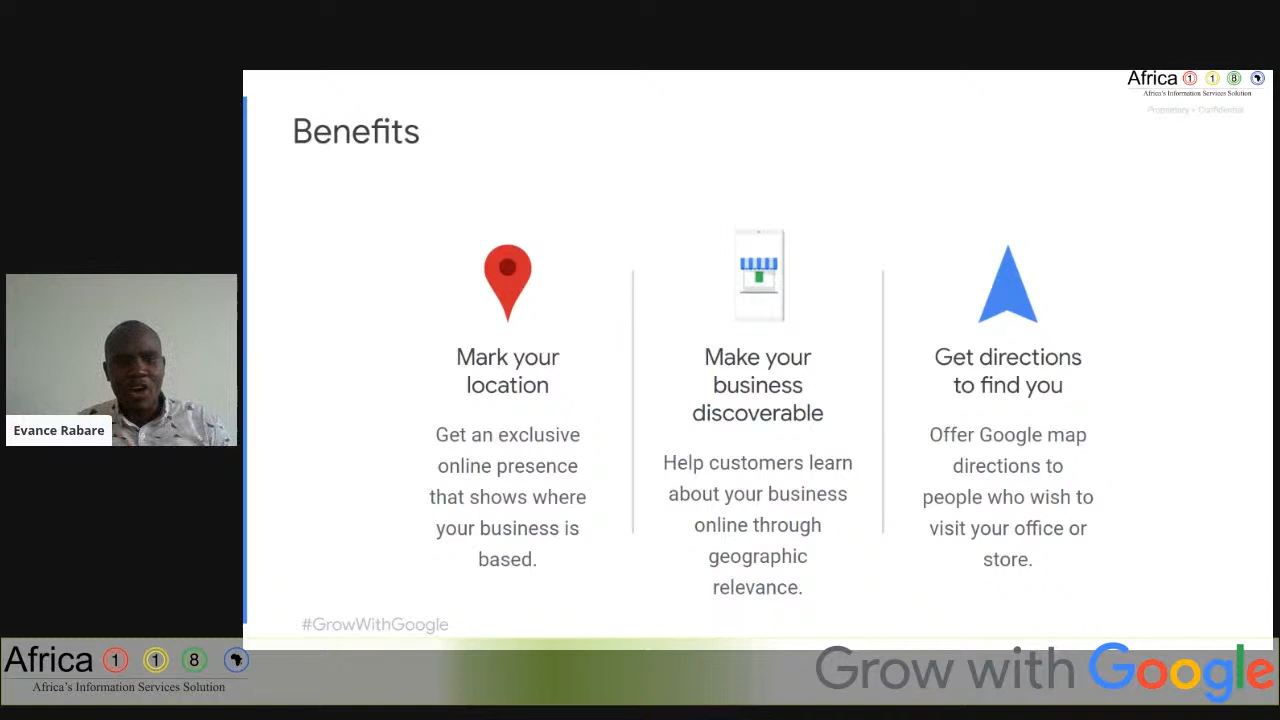 Africa 1 1 8
Africa's Information Services Solution
Proprietary + Confidential
Benefits
Mark your
location
Get an exclusive
online presence
that shows where
your business is
based.
Make your
business
discoverable
Help customers learn
about your business
online through
geographic
relevance.
Get directions
to find you
Offer Google map
directions to
people who wish to
visit your office or
store.
Evance Rabare
#GrowWithGoogle
Africa 1 1 8
Africa's Information Services Solution
Grow with Google